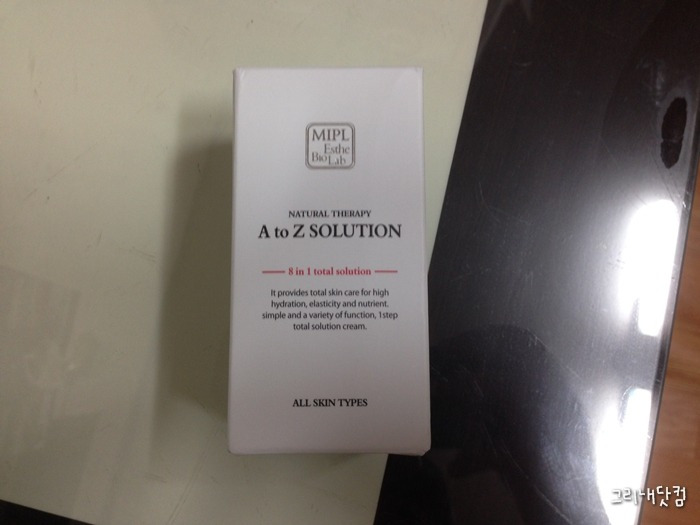 MIPL
Esthe
Bio Lab
NATURAL THERAPY
A to Z SOLUTION
8 in 1 total solution
It provides total skin care for high
hydration, elasticity and nutrient.
simple and a variety of function, 1step
total solution cream.
ALL SKIN TYPES
그리내닷컴